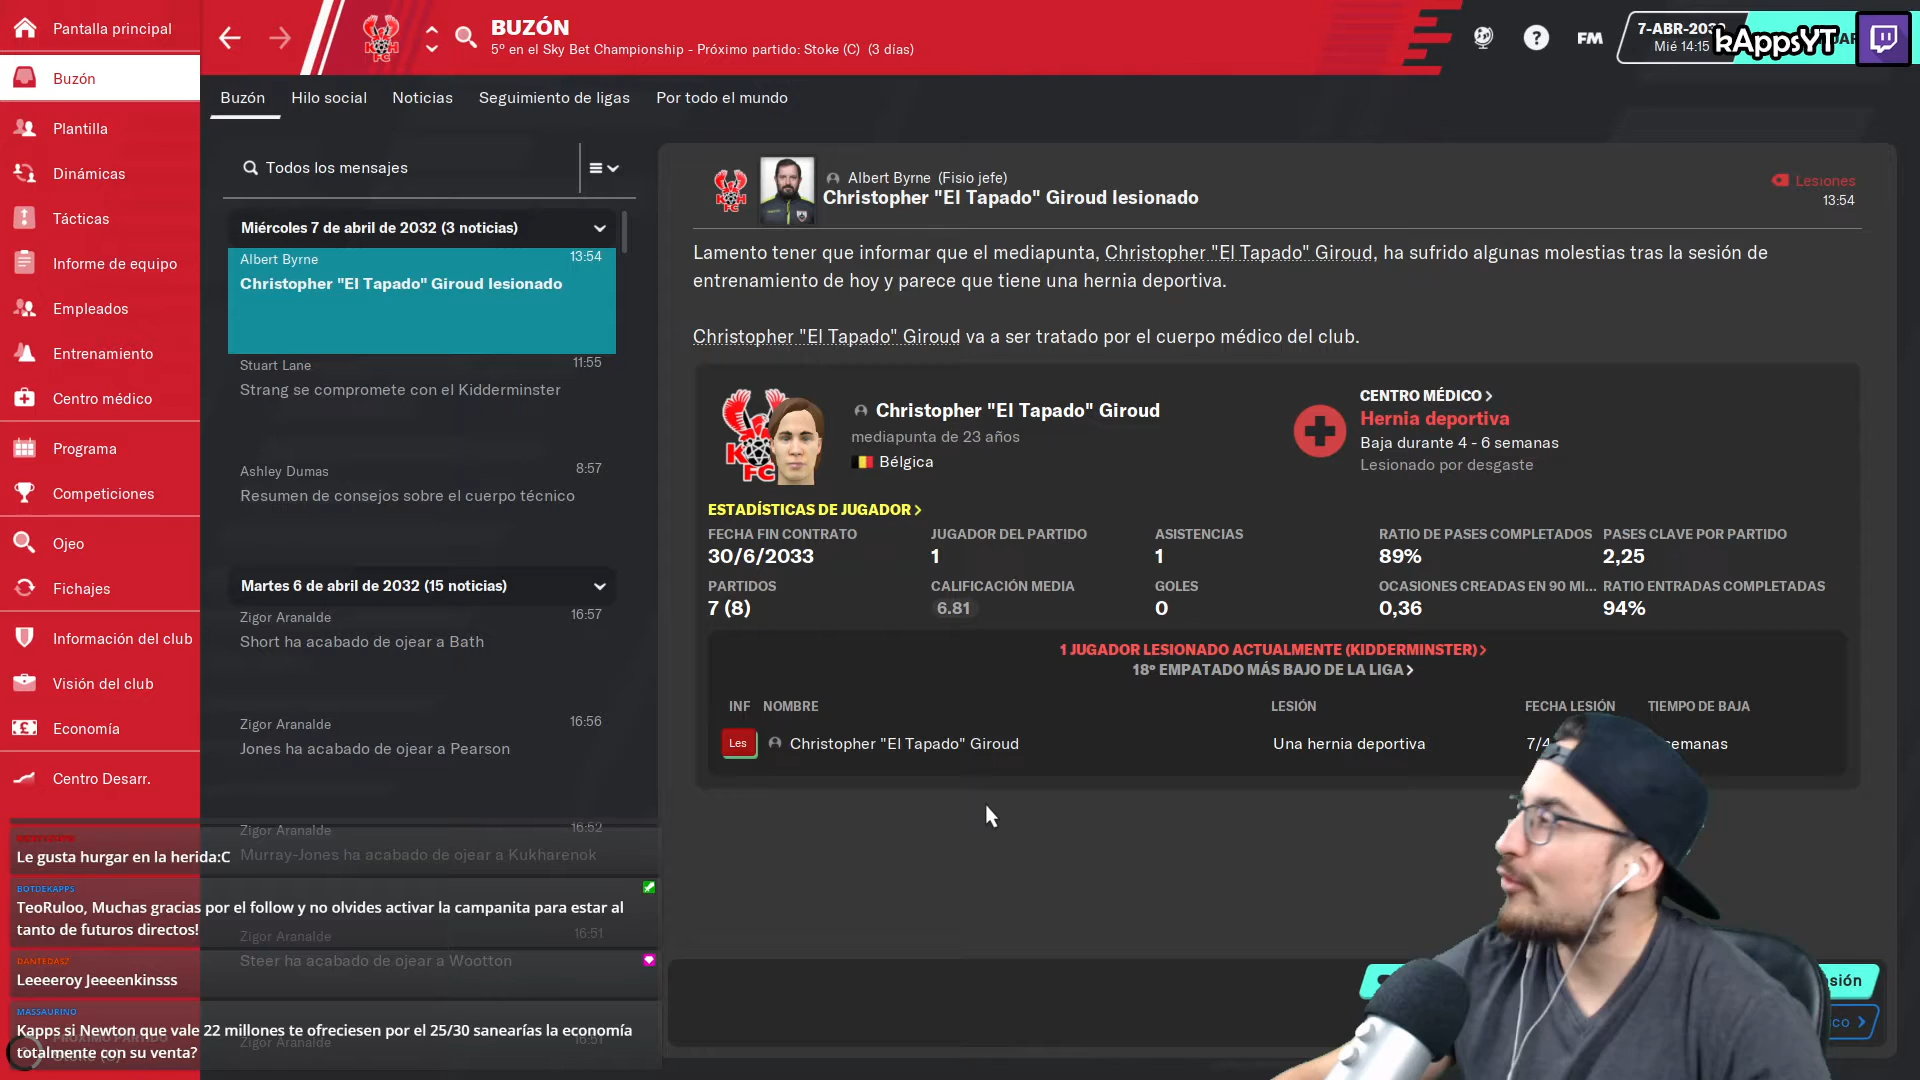 Pantalla principal
Buzón
Plantilla
Dinámicas
Tácticas
Informe de equipo
Empleados
Entrenamiento
Centro médico
Programa
Competiciones
Ojeo
Fichajes
Información del club
Visión del club
Economía
Centro Desarr.
BUZÓN
5º en el Sky Bet Championship - Próximo partido: Stoke (C) (3 días)
FM
Mié 14:15
kAppsYT
Buzón
Hilo social
Noticias
Seguimiento de ligas
Por todo el mundo
Todos los mensajes
Miércoles 7 de abril de 2032 (3 noticias)
Albert Byrne
13:54
Christopher "El Tapado" Giroud lesionado
Stuart Lane
11:55
Strang se compromete con el Kidderminster
Ashley Dumas
8:57
Resumen de consejos sobre el cuerpo técnico
Martes 6 de abril de 2032 (15 noticias)
Zigor Aranalde
16:57
Short ha acabado de ojear a Bath
Zigor Aranalde
16:56
Jones ha acabado de ojear a Pearson
Zigor Aranalde
16:52
Murray-Jones ha acabado de ojear a Kukharenok
Zigor Aranalde
16:51
Steer ha acabado de ojear a Wootton
Zigor Aranalde
16:51
Le gusta hurgar en la herida:C
BOTDEKAPPS
TeoRuloo, Muchas gracias por el follow y no olvides activar la campanita para estar al
tanto de futuros directos!
DANTEDASZ
Leeeeroy Jeeeenkinsss
MASSAURINO
Kapps si Newton que vale 22 millones te ofreciesen por el 25/30 sanearías la economía
totalmente con su venta?
Albert Byrne (Fisio jefe)
Christopher "El Tapado" Giroud lesionado
Lesiones
13:54
Lamento tener que informar que el mediapunta, Christopher "El Tapado" Giroud, ha sufrido algunas molestias tras la sesión de
entrenamiento de hoy y parece que tiene una hernia deportiva.
Christopher "El Tapado" Giroud va a ser tratado por el cuerpo médico del club.
Christopher "El Tapado" Giroud
mediapunta de 23 años
Bélgica
CENTRO MÉDICO
Hernia deportiva
Baja durante 4 - 6 semanas
Lesionado por desgaste
ESTADÍSTICAS DE JUGADOR
FECHA FIN CONTRATO
30/6/2033
JUGADOR DEL PARTIDO
1
ASISTENCIAS
1
RATIO DE PASES COMPLETADOS
89%
PASES CLAVE POR PARTIDO
2,25
PARTIDOS
7 (8)
CALIFICACIÓN MEDIA
6.81
GOLES
0
OCASIONES CREADAS EN 90 MI...
0,36
RATIO ENTRADAS COMPLETADAS
94%
1 JUGADOR LESIONADO ACTUALMENTE (KIDDERMINSTER)
18º EMPATADO MÁS BAJO DE LA LIGA
INF
NOMBRE
LESIÓN
FECHA LESIÓN
TIEMPO DE BAJA
Les
Christopher "El Tapado" Giroud
Una hernia deportiva
7/4
semanas